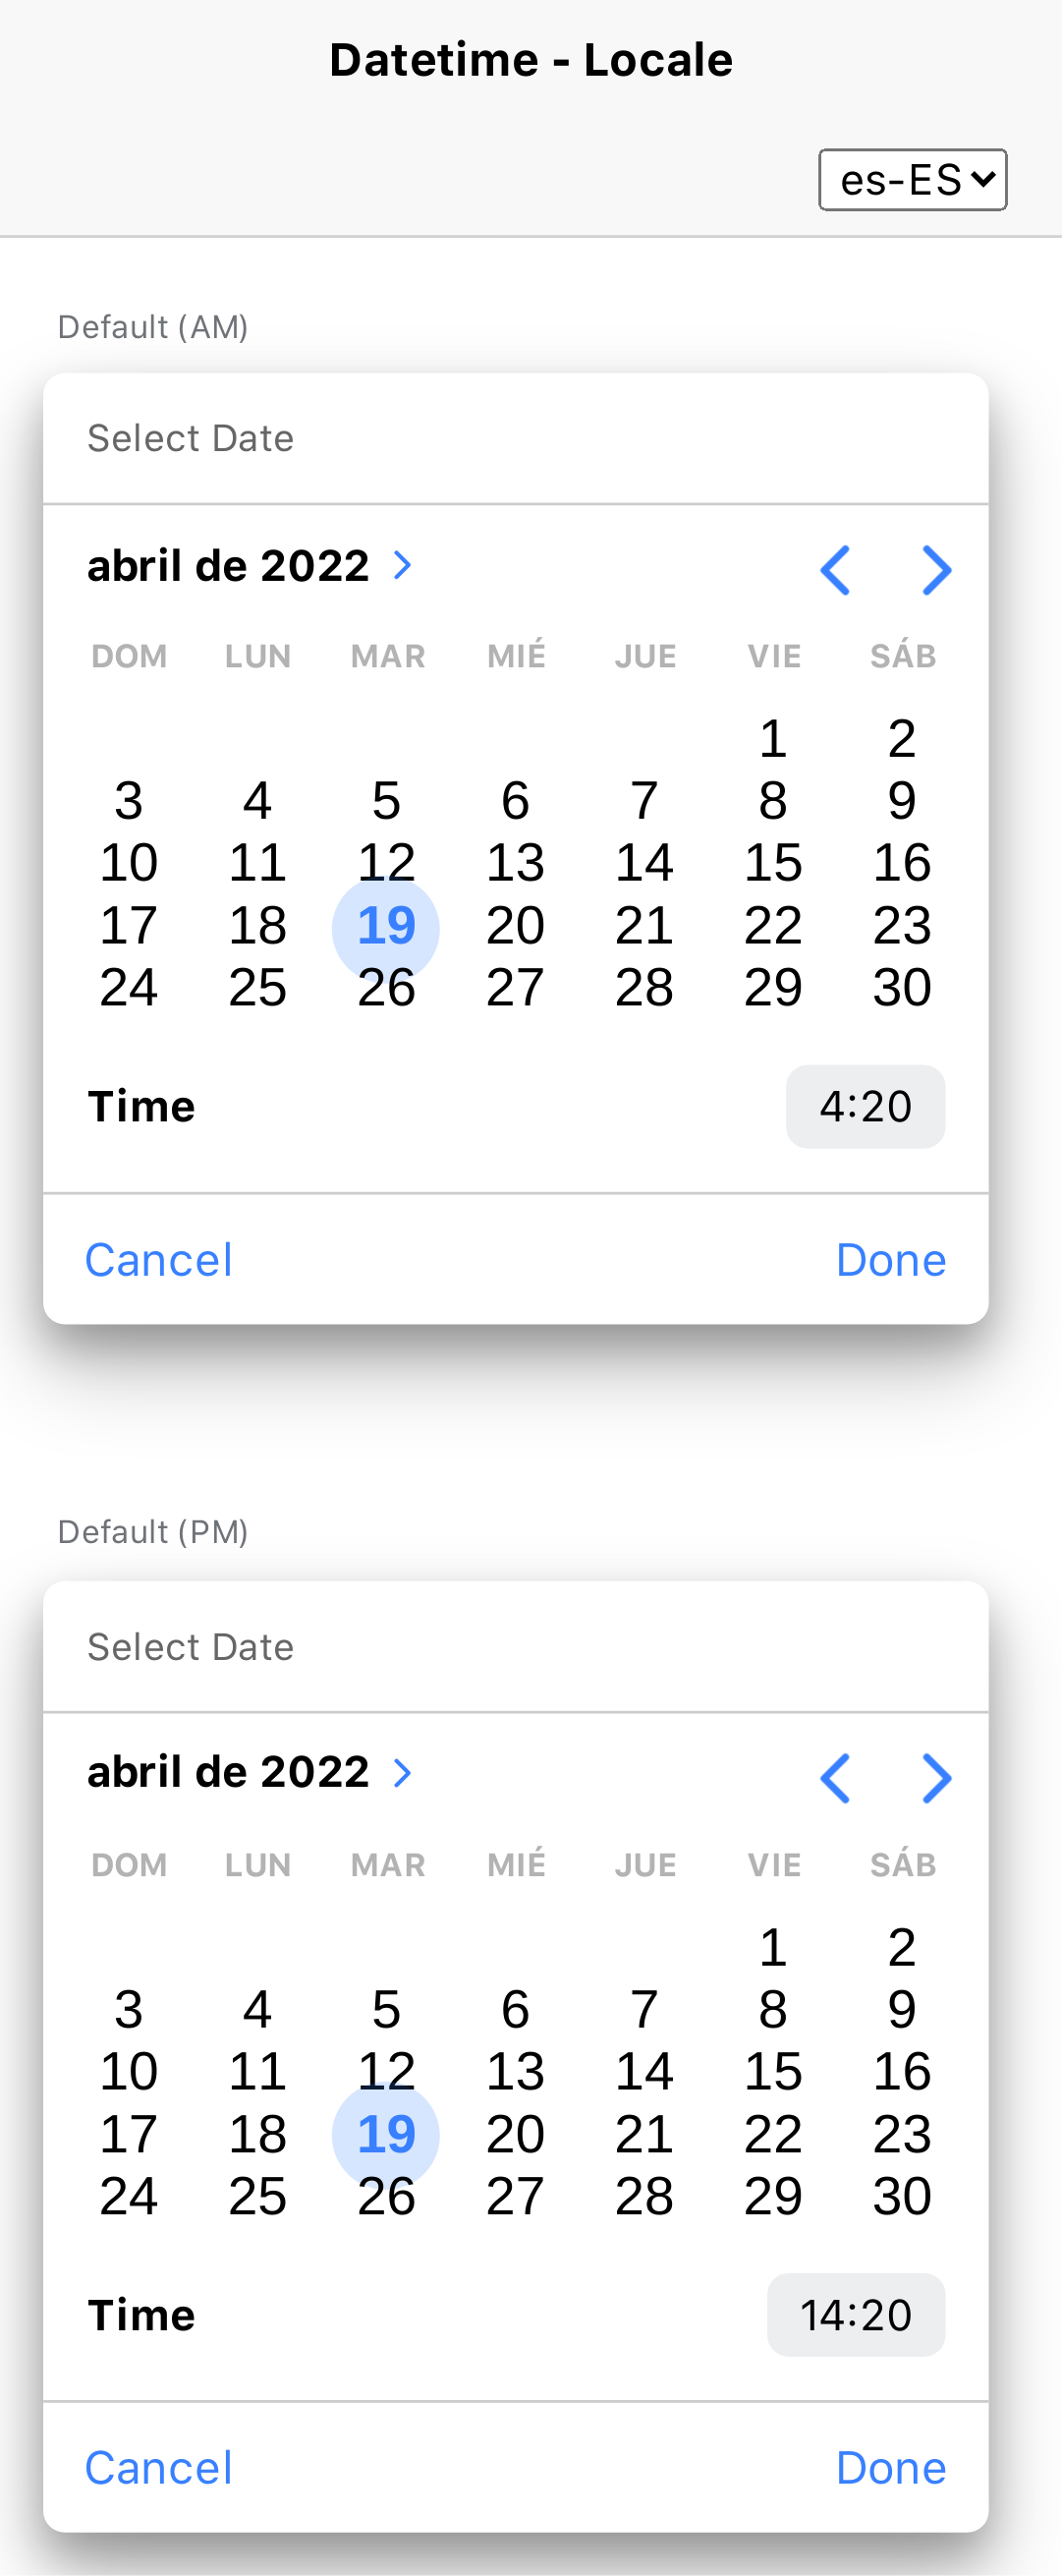 Datetime - Locale
es-ES
Default (AM)
Select Date
abril de 2022
DOM LUN MAR MIÉ JUE VIE SÁB
1 2
3 4 5 6 7 8 9
10 11 12 13 14 15 16
17 18 19 20 21 22 23
24 25 26 27 28 29 30
Time 4:20
Cancel Done
Default (PM)
Select Date
abril de 2022
DOM LUN MAR MIÉ JUE VIE SÁB
1 2
3 4 5 6 7 8 9
10 11 12 13 14 15 16
17 18 19 20 21 22 23
24 25 26 27 28 29 30
Time 14:20
Cancel Done